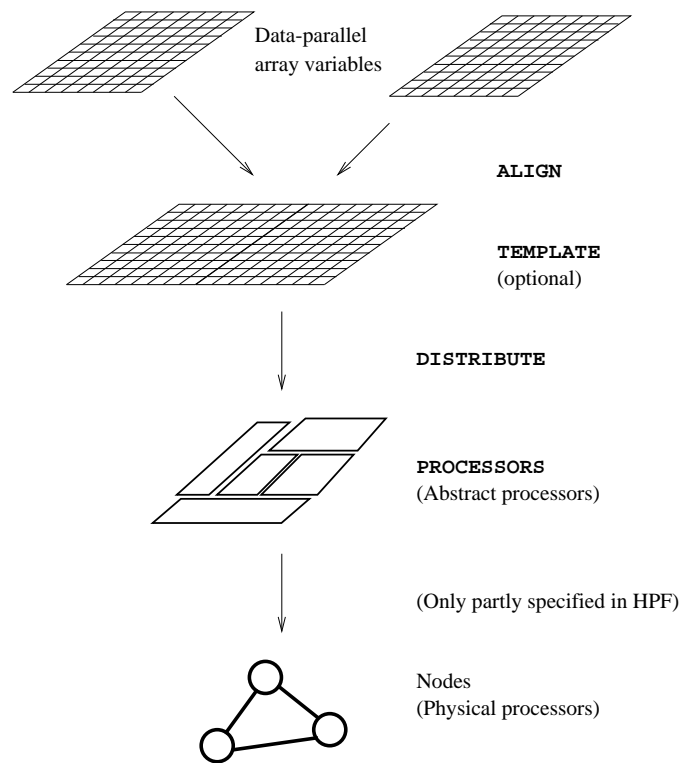 Data-parallel
array variables
ALIGN
TEMPLATE
(optional)
DISTRIBUTE
PROCESSORS
(Abstract processors)
(Only partly specified in HPF)
Nodes
(Physical processors)